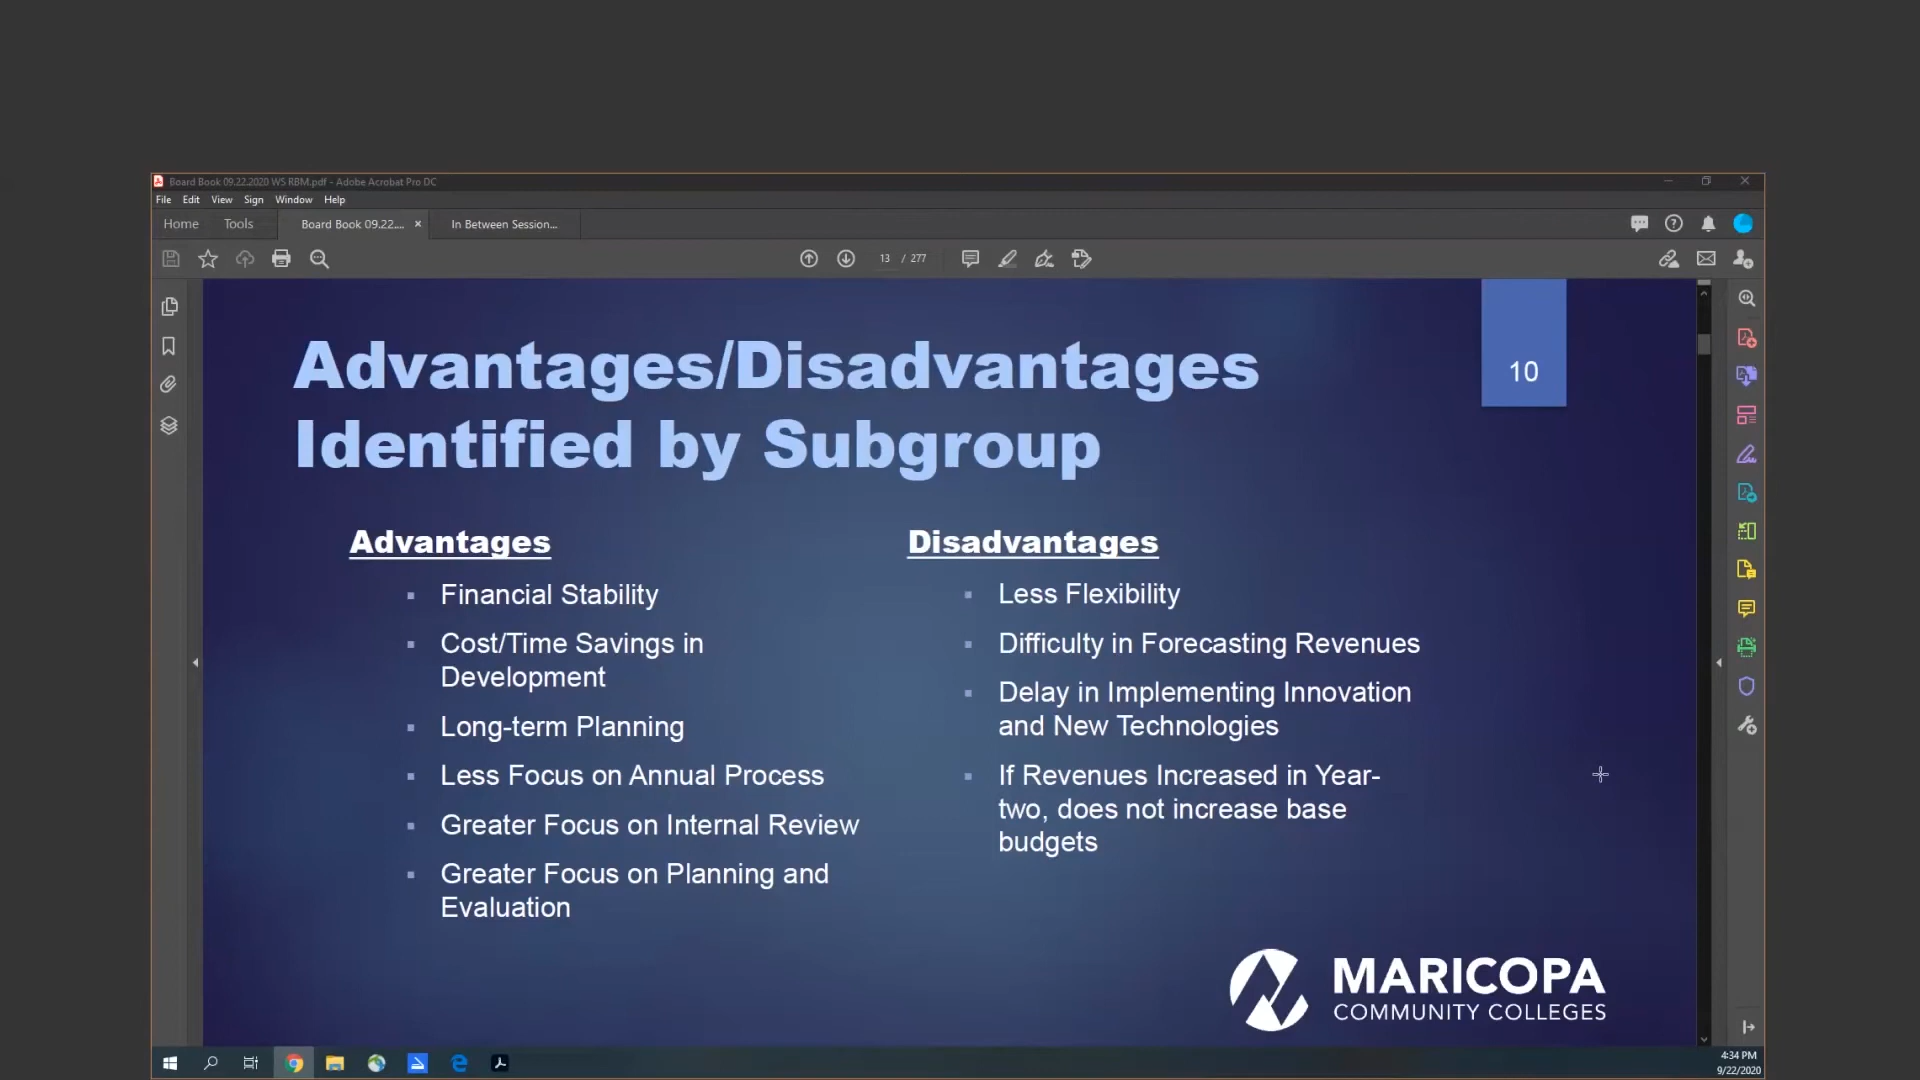 Board Book 09.22.2020 WS RBM.pdf - Adobe Acrobat Pro DC
File Edit View Sign Window Help
Home Tools Board Book 09.22.... × In Between Session...
13 / 277
10
Advantages/Disadvantages
Identified by Subgroup
Advantages
▪ Financial Stability
▪ Cost/Time Savings in
Development
▪ Long-term Planning
▪ Less Focus on Annual Process
▪ Greater Focus on Internal Review
▪ Greater Focus on Planning and
Evaluation
Disadvantages
▪ Less Flexibility
▪ Difficulty in Forecasting Revenues
▪ Delay in Implementing Innovation
and New Technologies
▪ If Revenues Increased in Year-
two, does not increase base
budgets
MARICOPA
COMMUNITY COLLEGES
4:34 PM
9/22/2020